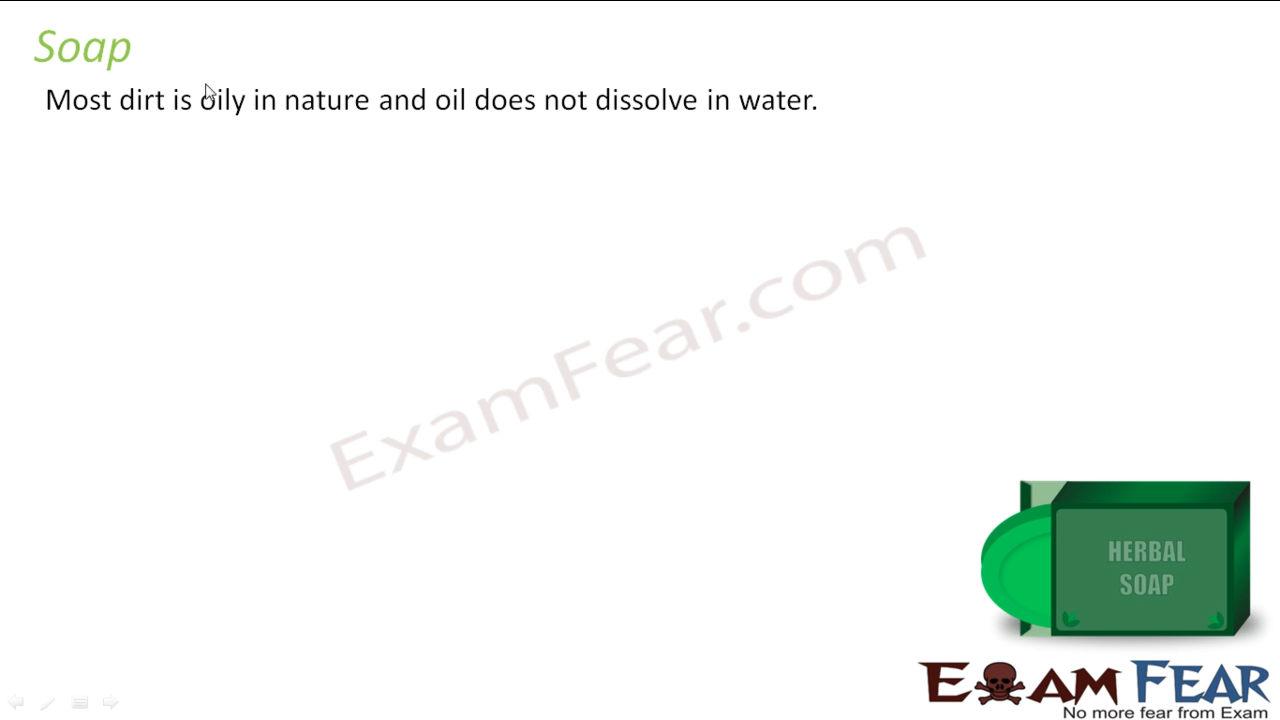 Soap
Most dirt is oily in nature and oil does not dissolve in water.
ExamFear.com
HERBAL
SOAP
EXAM FEAR
No more fear from Exam